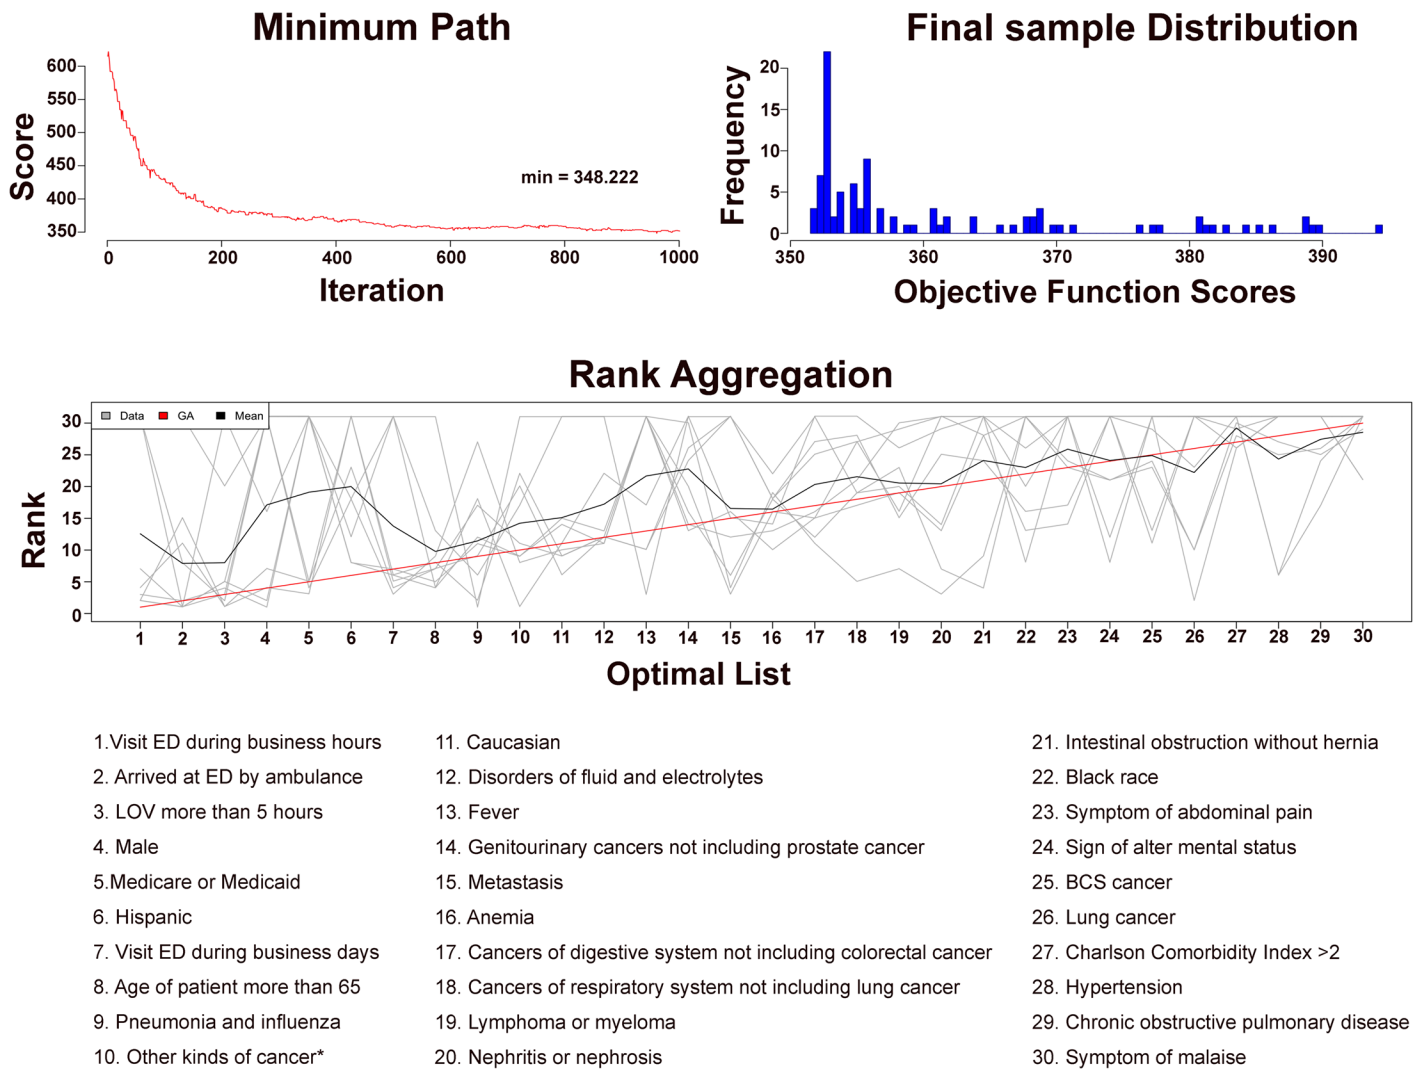 Minimum Path
Score
600
550
500
450
400
350
min = 348.222
0 200 400 600 800 1000
Iteration
Final sample Distribution
Frequency
20
15
10
5
0
350 360 370 380 390
Objective Function Scores
Rank Aggregation
Data GA Mean
Rank
30
25
20
15
10
5
0
1 2 3 4 5 6 7 8 9 10 11 12 13 14 15 16 17 18 19 20 21 22 23 24 25 26 27 28 29 30
Optimal List
1.Visit ED during business hours
2. Arrived at ED by ambulance
3. LOV more than 5 hours
4. Male
5.Medicare or Medicaid
6. Hispanic
7. Visit ED during business days
8. Age of patient more than 65
9. Pneumonia and influenza
10. Other kinds of cancer*
11. Caucasian
12. Disorders of fluid and electrolytes
13. Fever
14. Genitourinary cancers not including prostate cancer
15. Metastasis
16. Anemia
17. Cancers of digestive system not including colorectal cancer
18. Cancers of respiratory system not including lung cancer
19. Lymphoma or myeloma
20. Nephritis or nephrosis
21. Intestinal obstruction without hernia
22. Black race
23. Symptom of abdominal pain
24. Sign of alter mental status
25. BCS cancer
26. Lung cancer
27. Charlson Comorbidity Index >2
28. Hypertension
29. Chronic obstructive pulmonary disease
30. Symptom of malaise